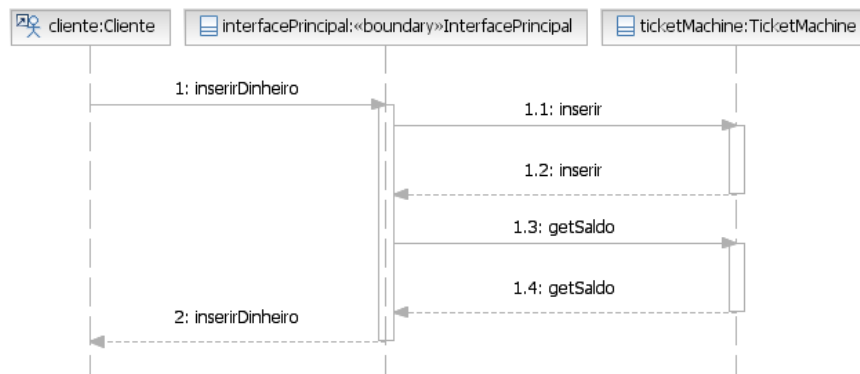 cliente:Cliente
interfacePrincipal:«boundary»InterfacePrincipal
ticketMachine:TicketMachine
1: inserirDinheiro
1.1: inserir
1.2: inserir
1.3: getSaldo
1.4: getSaldo
2: inserirDinheiro